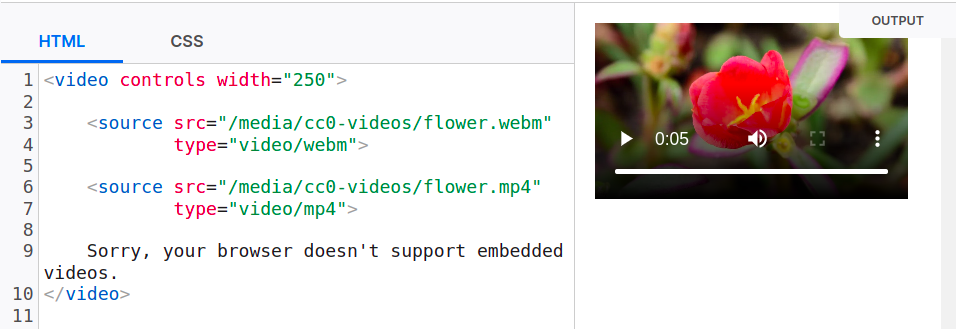 HTML CSS
OUTPUT
1 <video controls width="250">
2
3 <source src="/media/cc0-videos/flower.webm"
4 type="video/webm">
5
6 <source src="/media/cc0-videos/flower.mp4"
7 type="video/mp4">
8
9 Sorry, your browser doesn't support embedded
videos.
10 </video>
11
0:05